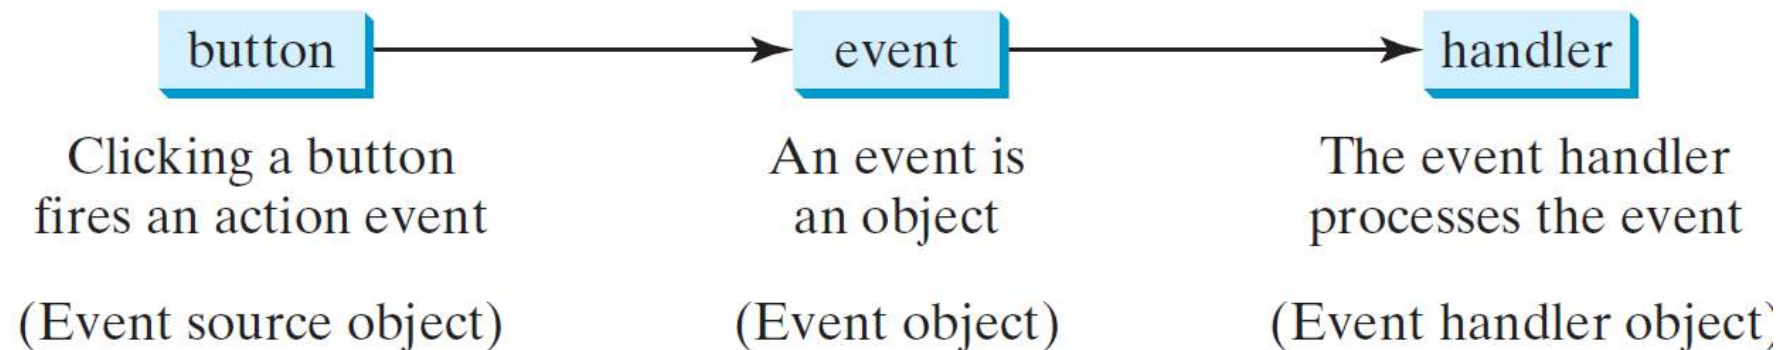 button
event
handler
Clicking a button
fires an action event
An event is
an object
The event handler
processes the event
(Event source object)
(Event object)
(Event handler object)